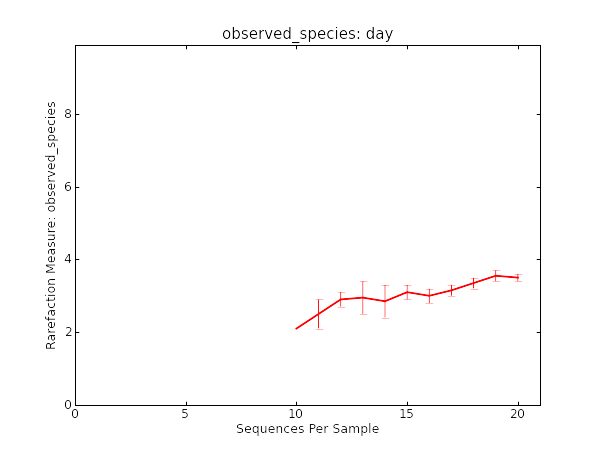 observed_species: day
Rarefaction Measure: observed_species
8
6
4
2
0
0 5 10 15 20
Sequences Per Sample